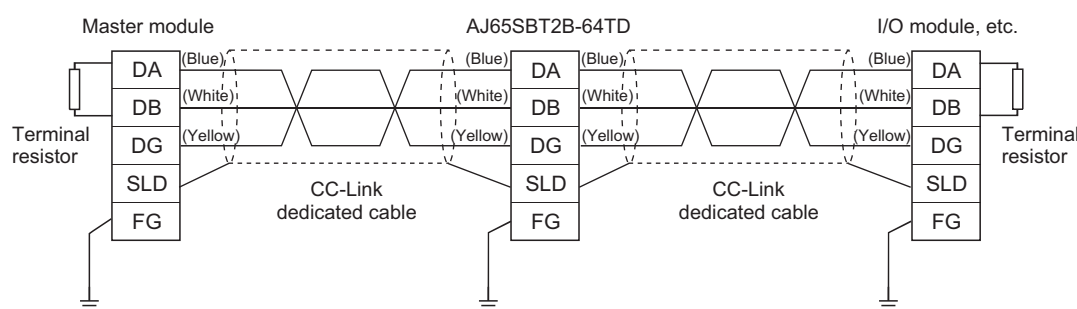 Master module
AJ65SBT2B-64TD
I/O module, etc.
(Blue)
(Blue)
(Blue)
(Blue)
DA
DA
DA
(White)
(White)
(White)
(White)
DB
DB
DB
Terminal
resistor
(Yellow)
(Yellow)
(Yellow)
(Yellow)
DG
DG
DG
Terminal
resistor
SLD
SLD
SLD
CC-Link
dedicated cable
CC-Link
dedicated cable
FG
FG
FG